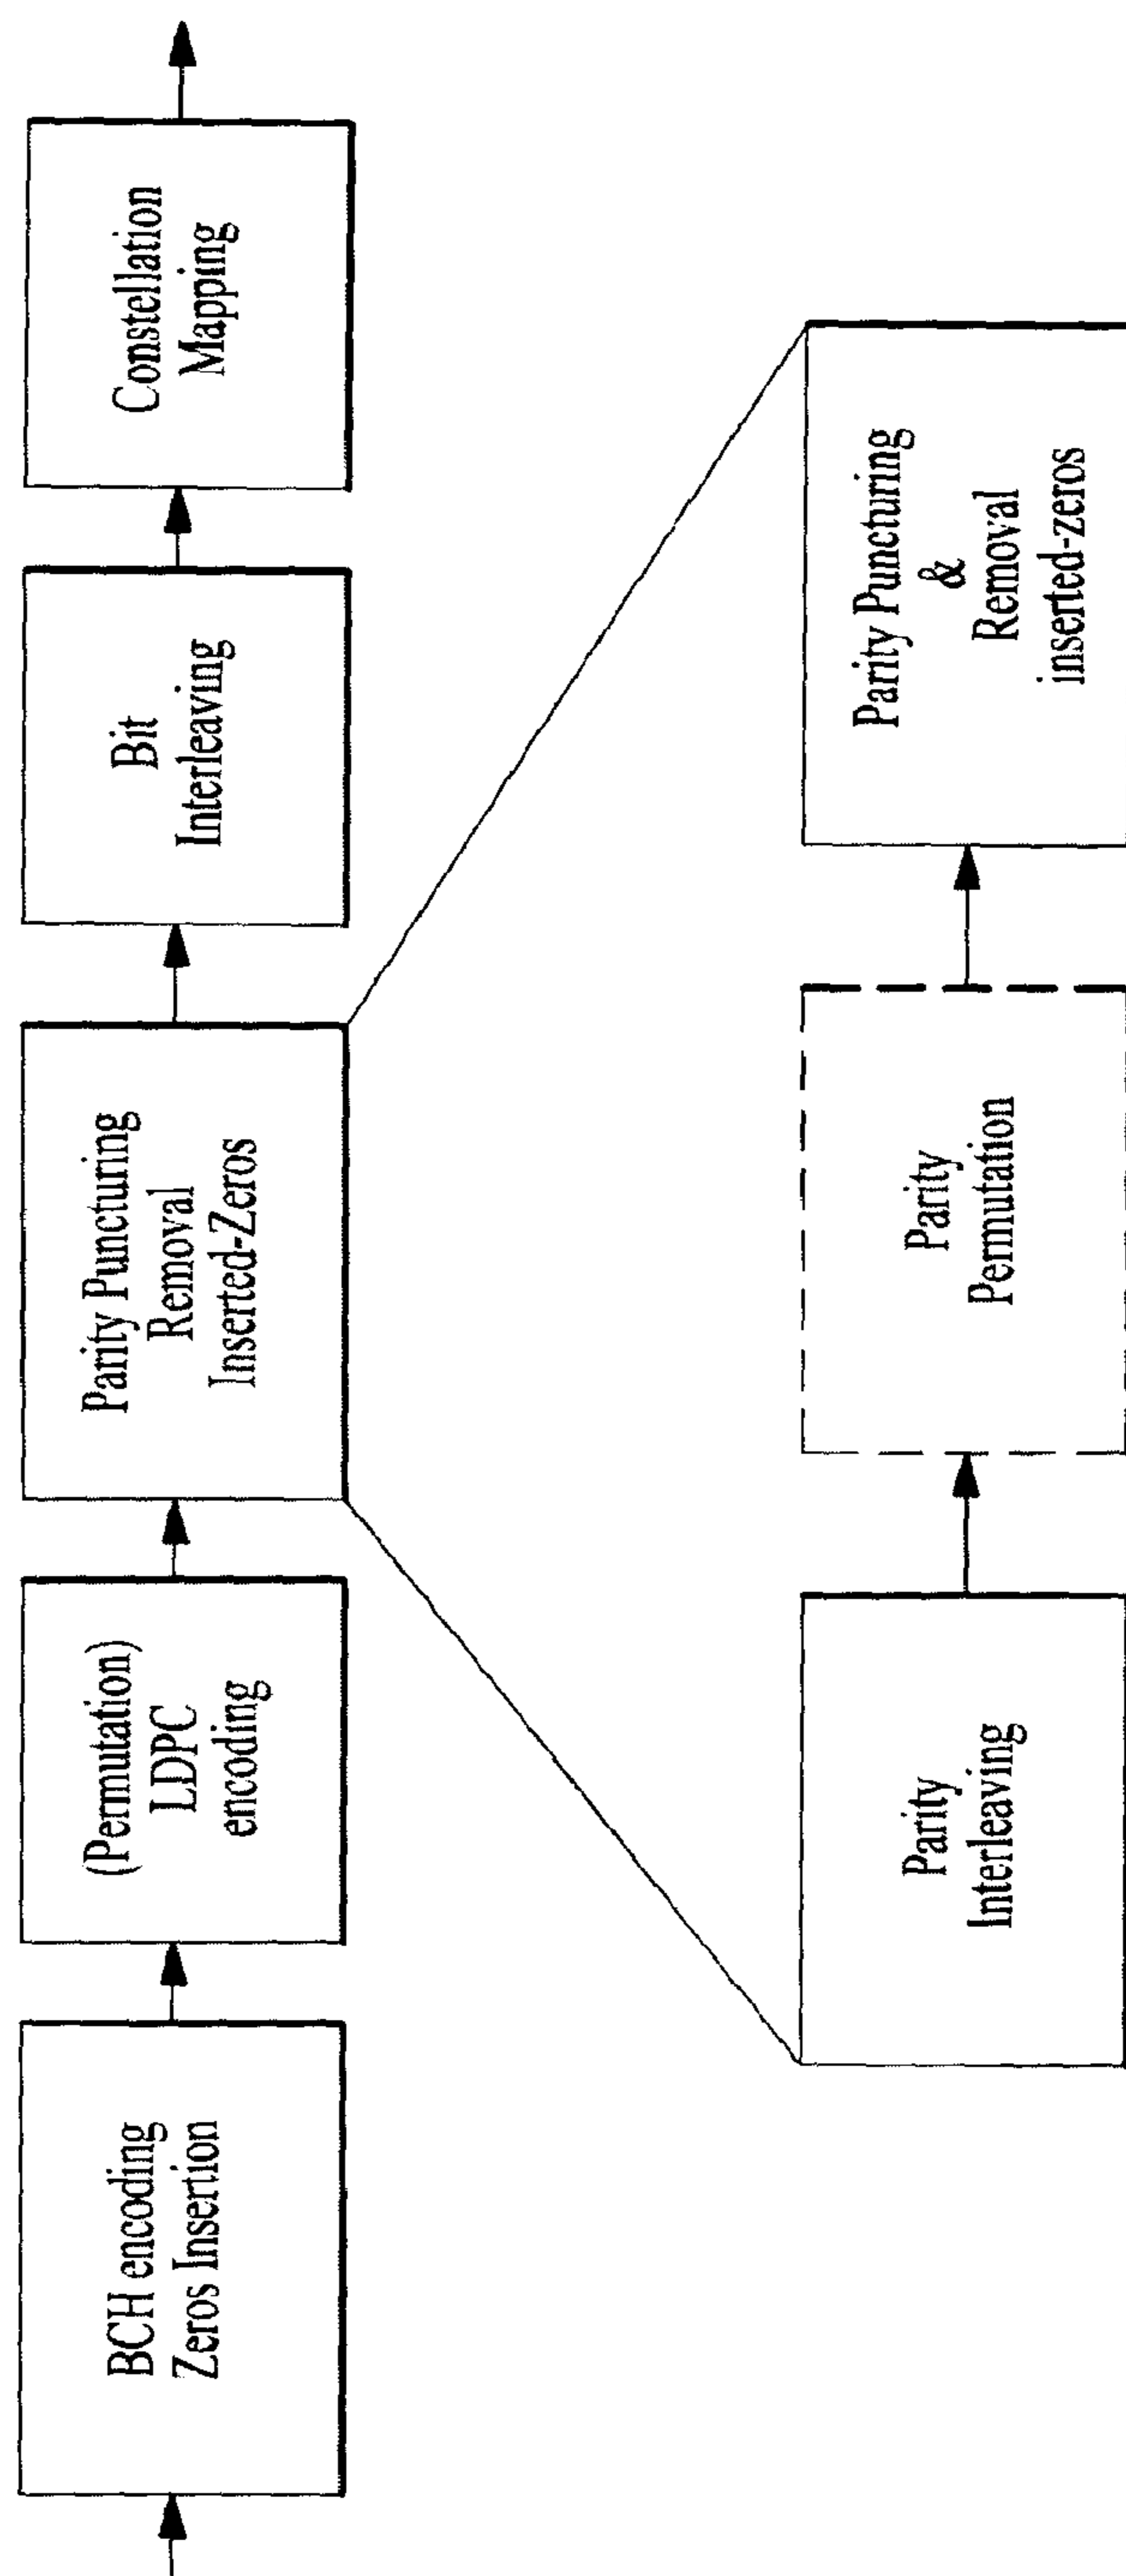 BCH encoding
Zeros Insertion
(Permutation)
LDPC
encoding
Parity Puncturing
Removal
Inserted-Zeros
Bit
Interleaving
Constellation
Mapping
Parity
Interleaving
Parity
Permutation
Parity Puncturing
&
Removal
inserted-zeros